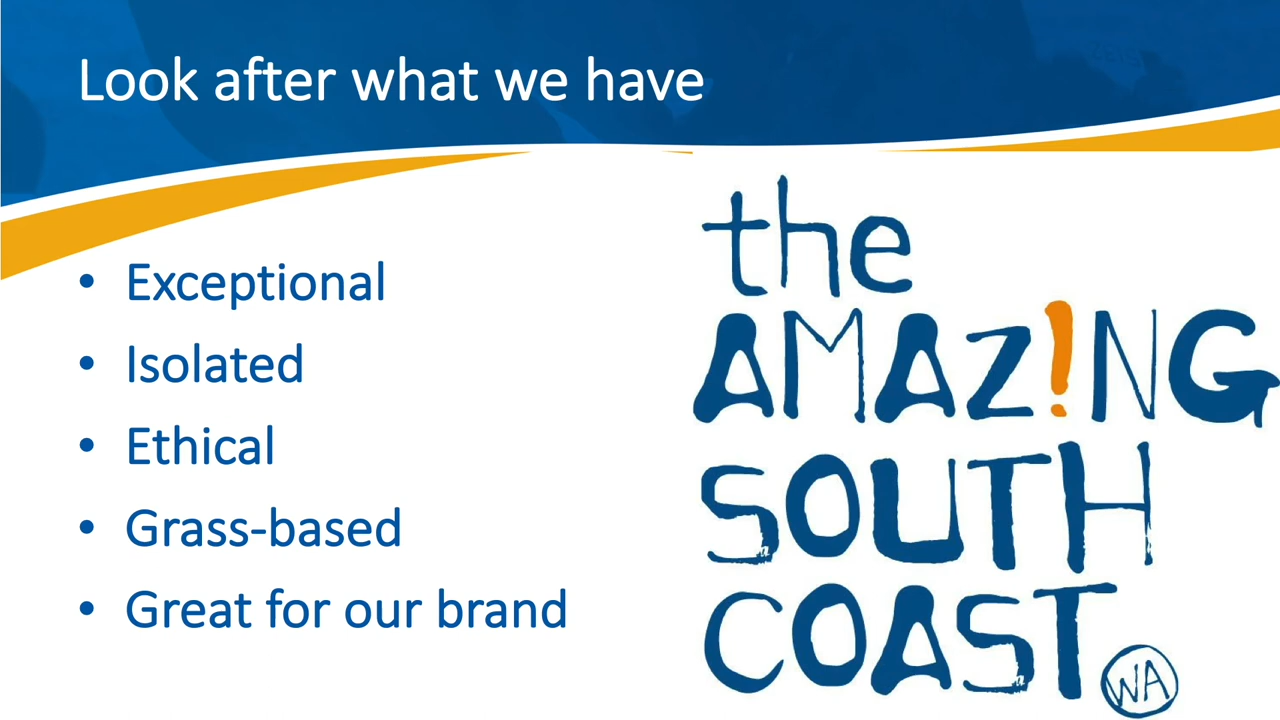 Look after what we have
• Exceptional
• Isolated
• Ethical
• Grass-based
• Great for our brand
the
AMAZ!NG
SOUTH
COAST
WA